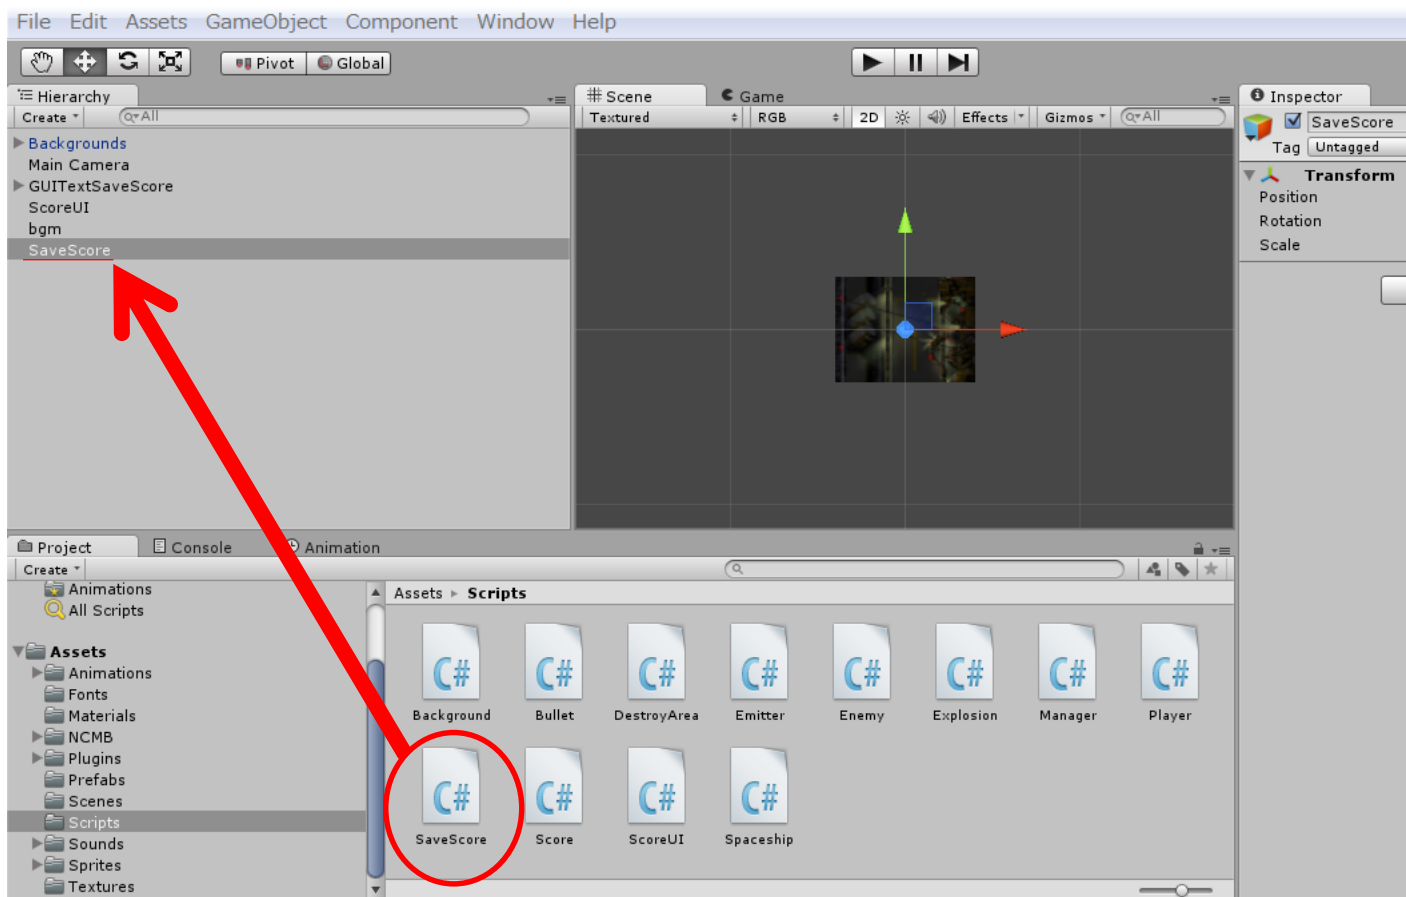 File Edit Assets GameObject Component Window Help
Pivot Global
Hierarchy
Create All
Backgrounds
Main Camera
GUITextSaveScore
ScoreUI
bgm
SaveScore
Scene Game
Textured RGB 2D Effects Gizmos All
Inspector
SaveScore
Tag Untagged
Transform
Position
Rotation
Scale
Project Console Animation
Create
Animations
All Scripts
Assets
Animations
Fonts
Materials
NCMB
Plugins
Prefabs
Scenes
Scripts
Sounds
Sprites
Textures
Assets Scripts
C# C# C# C# C# C# C# C#
Background Bullet DestroyArea Emitter Enemy Explosion Manager Player
C# C# C# C#
SaveScore Score ScoreUI Spaceship